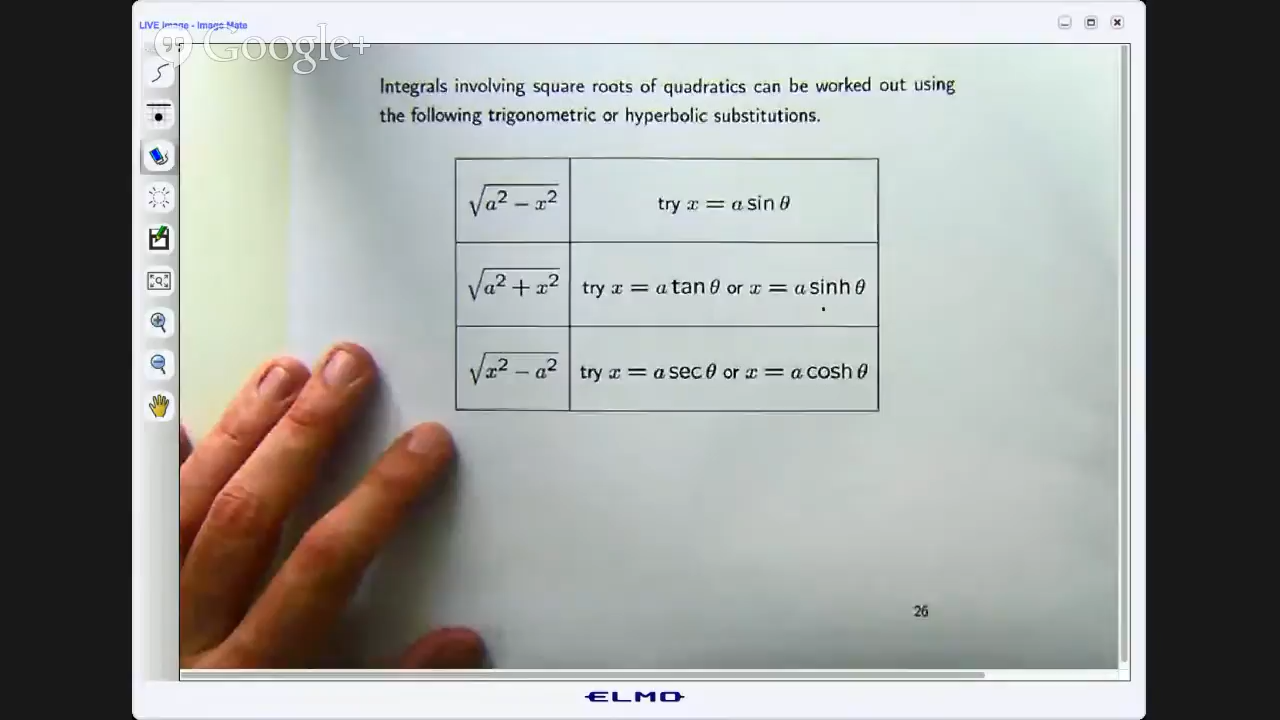 LIVE image - Image Mate
Google+
Integrals involving square roots of quadratics can be worked out using
the following trigonometric or hyperbolic substitutions.
√(a² − x²) try x = a sin θ
√(a² + x²) try x = a tan θ or x = a sinh θ
√(x² − a²) try x = a sec θ or x = a cosh θ
26
ELMO